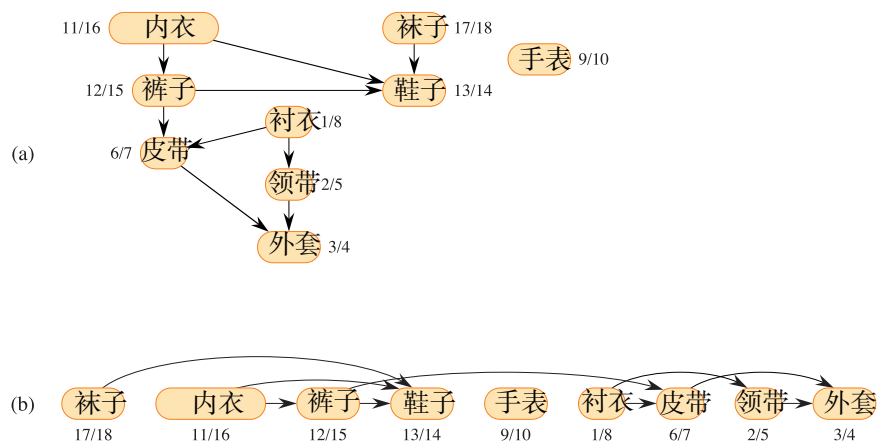 11/16 内衣 袜子 17/18
手表 9/10
12/15 裤子 鞋子 13/14
衬衣 1/8
(a) 6/7 皮带
领带 2/5
外套 3/4
(b) 袜子 内衣 裤子 鞋子 手表 衬衣 皮带 领带 外套
17/18 11/16 12/15 13/14 9/10 1/8 6/7 2/5 3/4